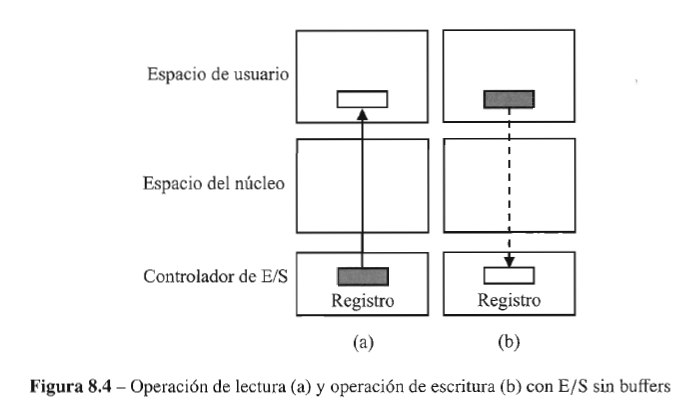 Espacio de usuario
Espacio del núcleo
Controlador de E/S
Registro Registro
(a) (b)
Figura 8.4 – Operación de lectura (a) y operación de escritura (b) con E/S sin buffers